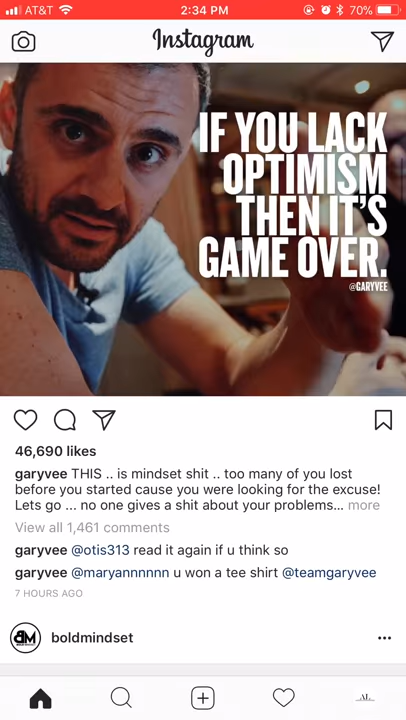 AT&T 2:34 PM 70%
Instagram
IF YOU LACK
OPTIMISM
THEN IT'S
GAME OVER.
@GARYVEE
46,690 likes
garyvee THIS .. is mindset shit .. too many of you lost
before you started cause you were looking for the excuse!
Lets go ... no one gives a shit about your problems... more
View all 1,461 comments
garyvee @otis313 read it again if u think so
garyvee @maryannnnnn u won a tee shirt @teamgaryvee
7 HOURS AGO
BM boldmindset
AL